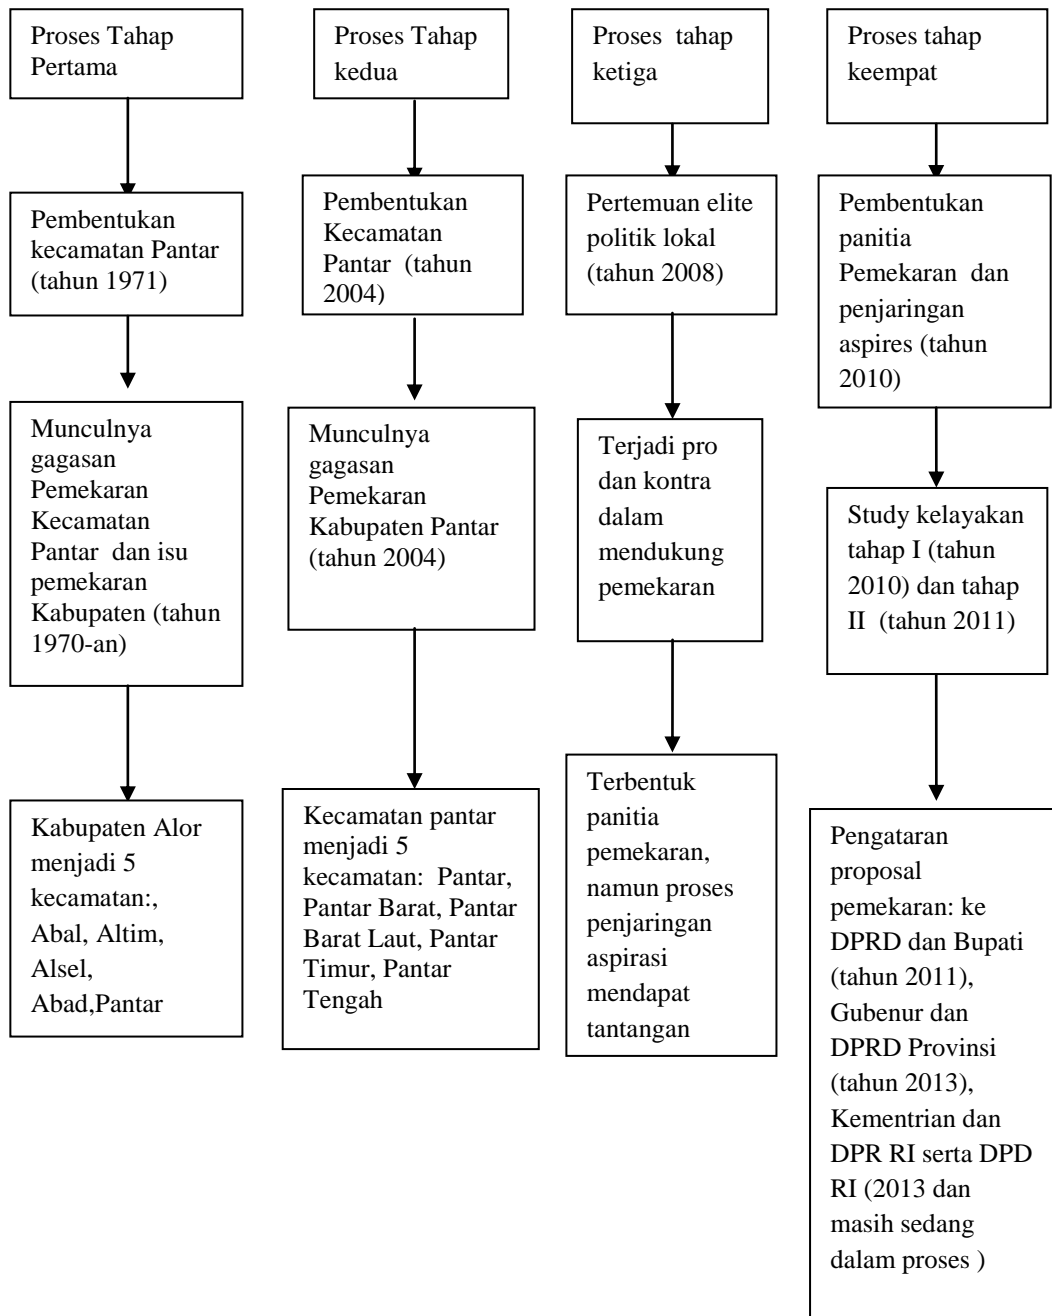 Proses Tahap
Pertama
Pembentukan
kecamatan Pantar
(tahun 1971)
Munculnya
gagasan
Pemekaran
Kecamatan
Pantar dan isu
pemekaran
Kabupaten (tahun
1970-an)
Kabupaten Alor
menjadi 5
kecamatan:,
Abal, Altim,
Alsel,
Abad,Pantar
Proses Tahap
kedua
Pembentukan
Kecamatan
Pantar (tahun
2004)
Munculnya
gagasan
Pemekaran
Kabupaten Pantar
(tahun 2004)
Kecamatan pantar
menjadi 5
kecamatan: Pantar,
Pantar Barat, Pantar
Barat Laut, Pantar
Timur, Pantar
Tengah
Proses tahap
ketiga
Pertemuan elite
politik lokal
(tahun 2008)
Terjadi pro
dan kontra
dalam
mendukung
pemekaran
Terbentuk
panitia
pemekaran,
namun proses
penjaringan
aspirasi
mendapat
tantangan
Proses tahap
keempat
Pembentukan
panitia
Pemekaran dan
penjaringan
aspires (tahun
2010)
Study kelayakan
tahap I (tahun
2010) dan tahap
II (tahun 2011)
Pengataran
proposal
pemekaran: ke
DPRD dan Bupati
(tahun 2011),
Gubenur dan
DPRD Provinsi
(tahun 2013),
Kementrian dan
DPR RI serta DPD
RI (2013 dan
masih sedang
dalam proses )